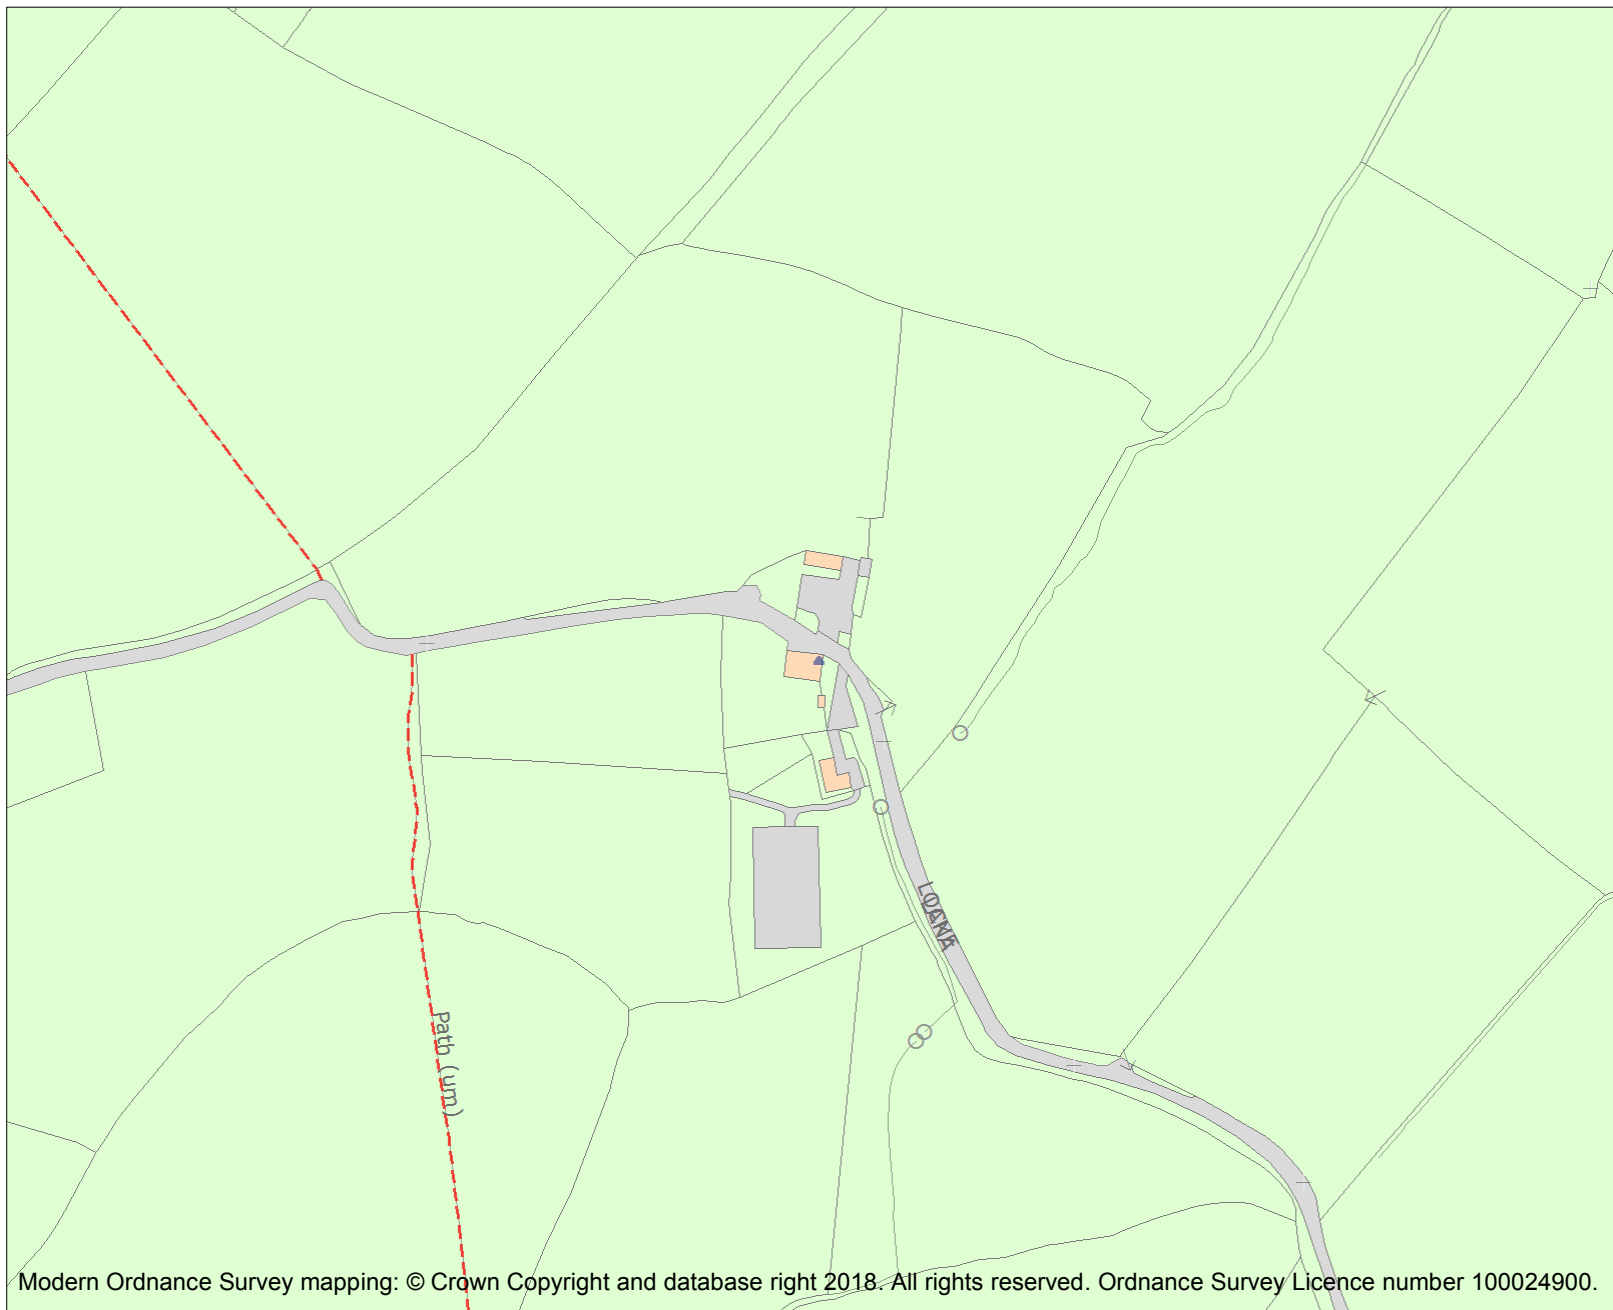 Path (um)
Modern Ordnance Survey mapping: © Crown Copyright and database right 2018. All rights reserved. Ordnance Survey Licence number 100024900.